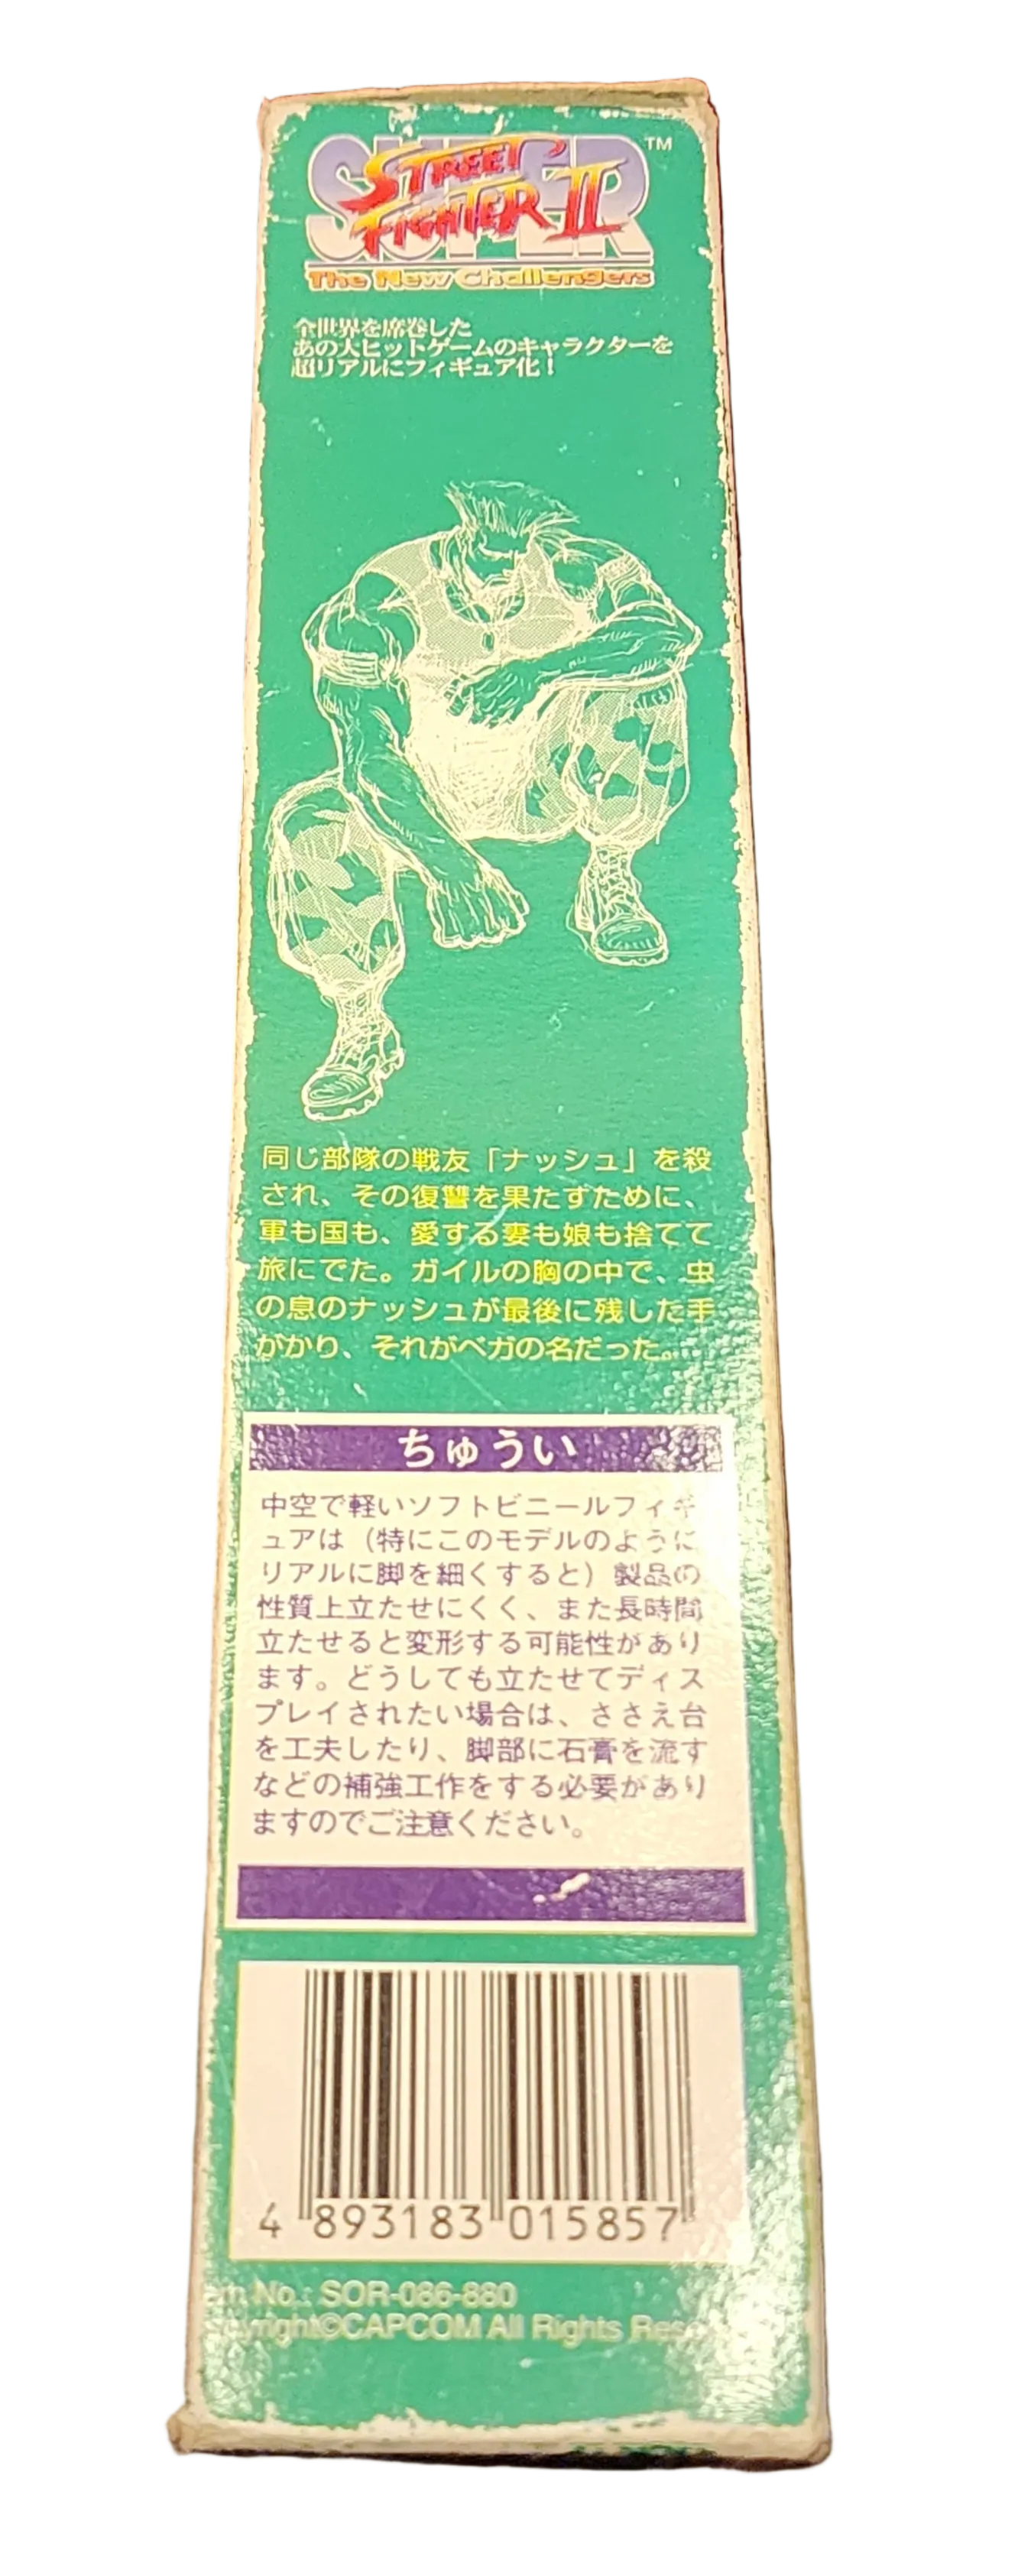 SUPER
STREET
FIGHTER II
TM
The New Challengers
全世界を席巻した
あの大ヒットゲームのキャラクターを
超リアルにフィギュア化!
同じ部隊の戦友「ナッシュ」を殺
され、その復讐を果たすために、
軍も国も、愛する妻も娘も捨てて
旅にでた。ガイルの胸の中で、虫
の息のナッシュが最後に残した手
がかり、それがベガの名だった。
ちゅうい
中空で軽いソフトビニールフィギ
ュアは(特にこのモデルのように
リアルに脚を細くすると)製品の
性質上立たせにくく、また長時間
立たせると変形する可能性があり
ます。どうしても立たせてディス
プレイされたい場合は、ささえ台
を工夫したり、脚部に石膏を流す
などの補強工作をする必要があり
ますのでご注意ください。
4 893183 015857
No.: SOR-086-880
©CAPCOM All Rights